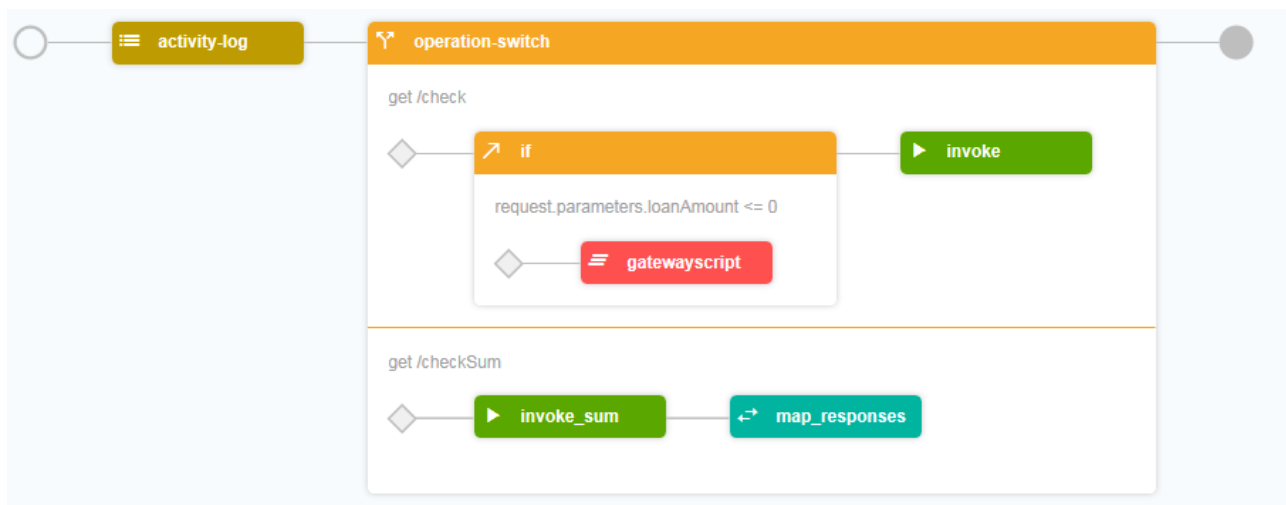 activity-log
operation-switch
get /check
if
invoke
request.parameters.loanAmount <= 0
gatewayscript
get /checkSum
invoke_sum
map_responses